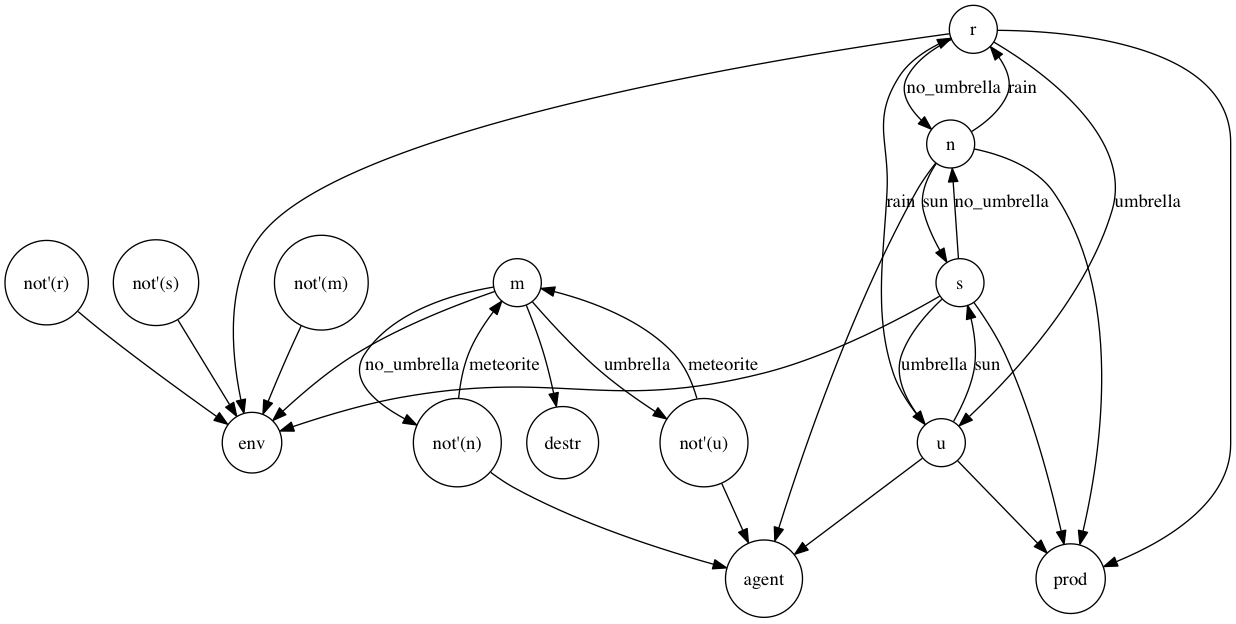 r
no_umbrella
rain
n
rain
sun
no_umbrella
umbrella
not'(r)
not'(s)
not'(m)
m
s
no_umbrella
meteorite
umbrella
meteorite
umbrella
sun
env
not'(n)
destr
not'(u)
u
agent
prod